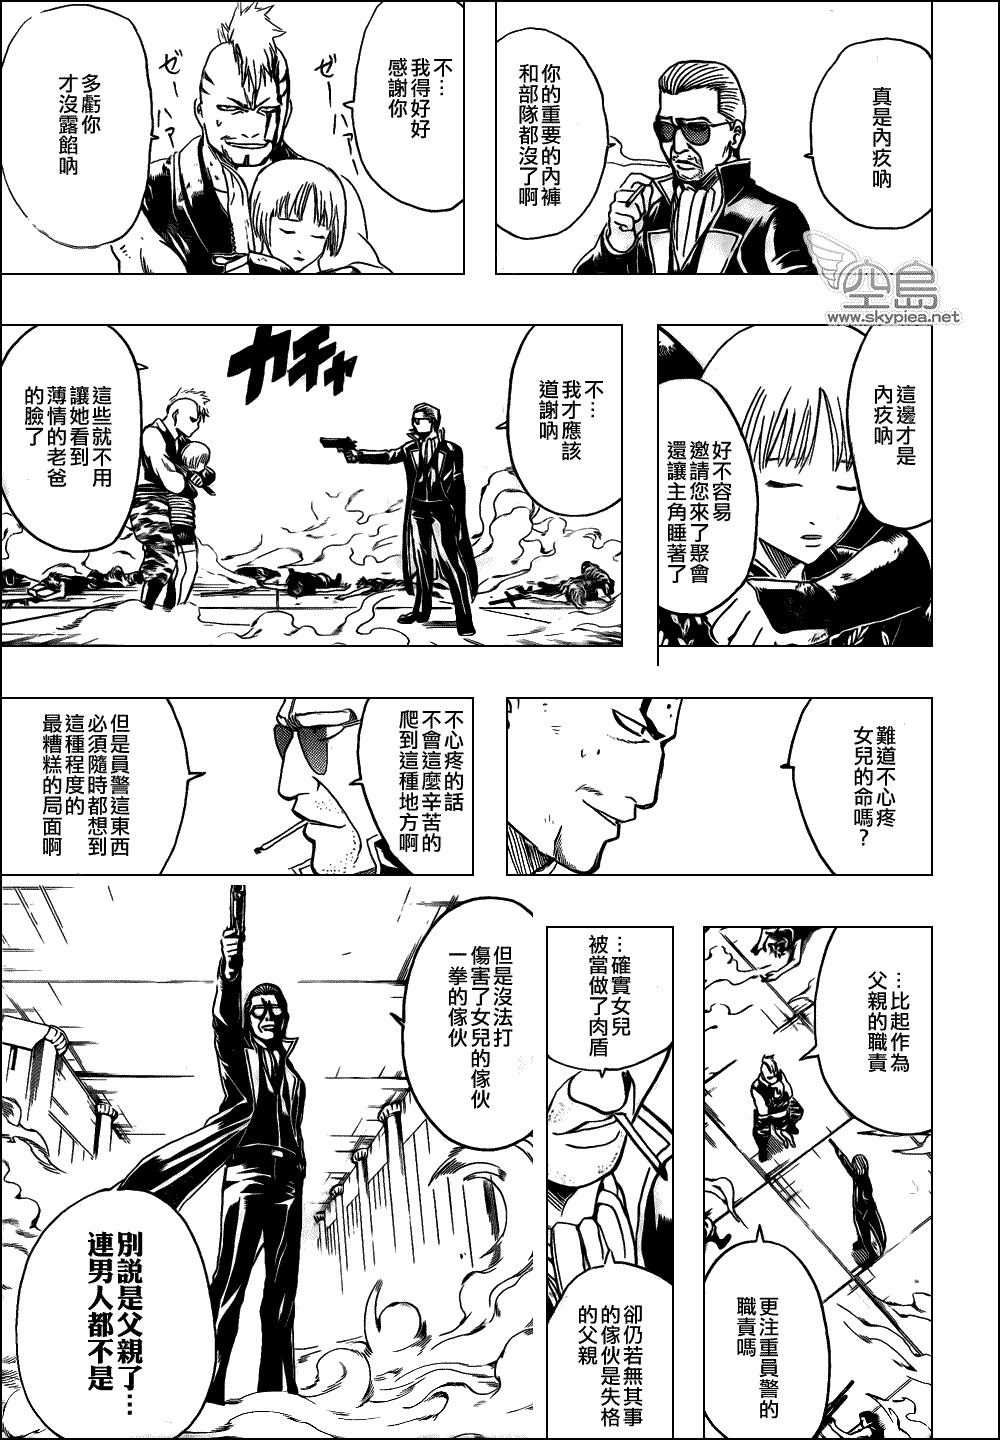 真是內疚吶
你的重要的內褲
和部隊都沒了啊
不…
我得好好
感謝你
ゼーハァ
ゼーハァ
多虧你
才沒露餡吶
空島
www.skypiea.net
這邊才是
內疚吶
好不容易
邀請您來了聚會
還讓主角睡著了
不…
我才應該
道謝吶
カチャ
這些就不用
讓她看到
薄情的老爸
的臉了
難道不心疼
女兒的命嗎？
不心疼的話
不會這麼辛苦的
爬到這種地方啊
但是員警這東西
必須隨時都想到
這種程度的
最糟糕的局面啊
…比起作為
父親的職責
更注重員警的
職責嗎
…確實女兒
被當做了肉盾
卻仍若無其事
的傢伙是失格
的父親
但是沒法打
傷害了女兒的傢伙
一拳的傢伙
別說是父親了…
連男人都不是